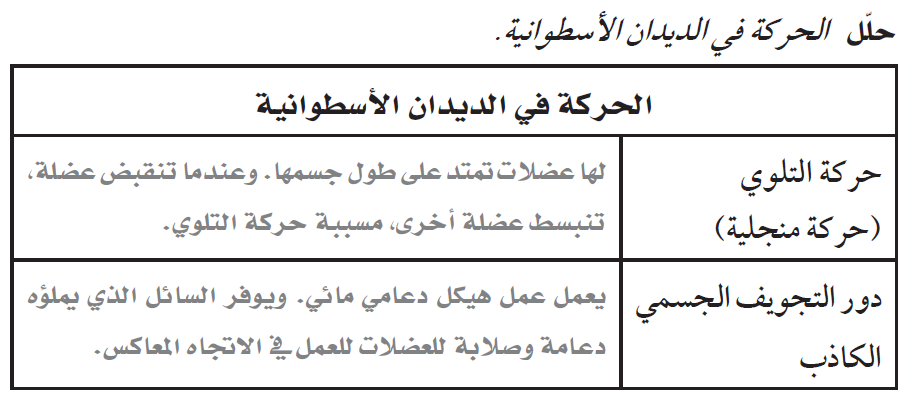 حلّل الحركة في الديدان الأسطوانية.
الحركة في الديدان الأسطوانية
حركة التلوي
(حركة منجلية)
لها عضلات تمتد على طول جسمها. وعندما تنقبض عضلة،
تنبسط عضلة أخرى، مسببة حركة التلوي.
دور التجويف الجسمي
الكاذب
يعمل عمل هيكل دعامي مائي. ويوفر السائل الذي يملؤه
دعامة وصلابة للعضلات للعمل في الاتجاه المعاكس.